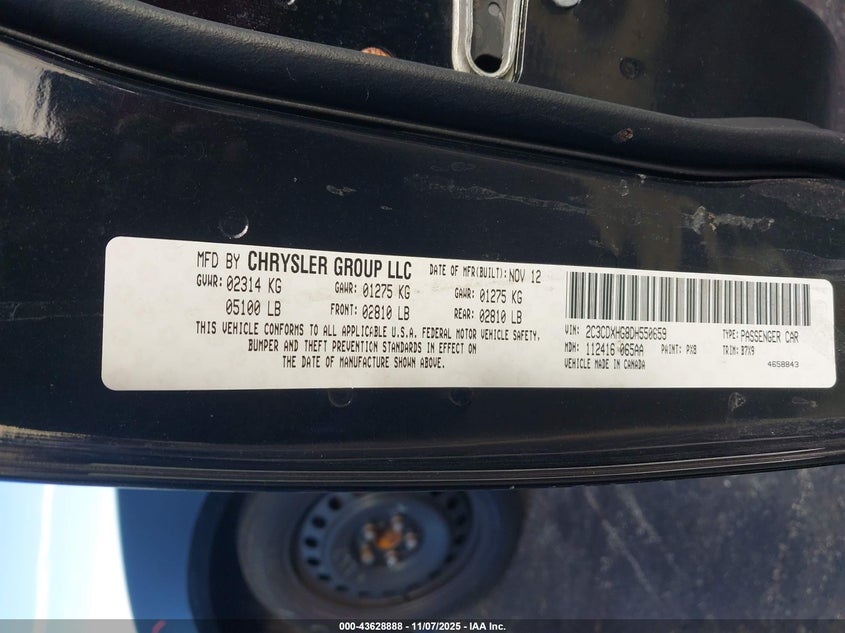 MFD BY CHRYSLER GROUP LLC
DATE OF MFR(BUILT): NOV 12
GVWR: 02314 KG
GAWR: 01275 KG
GAWR: 01275 KG
05100 LB
FRONT: 02810 LB
REAR: 02810 LB
THIS VEHICLE CONFORMS TO ALL APPLICABLE U.S.A. FEDERAL MOTOR VEHICLE SAFETY,
BUMPER AND THEFT PREVENTION STANDARDS IN EFFECT ON
THE DATE OF MANUFACTURE SHOWN ABOVE.
VIN: 2C3CDXHG8DH550659
TYPE: PASSENGER CAR
MDH: 112416 065AA
PAINT: PX8
TRIM: B7X9
VEHICLE MADE IN CANADA
4658843
000-43628888 - 11/07/2025 - IAA Inc.